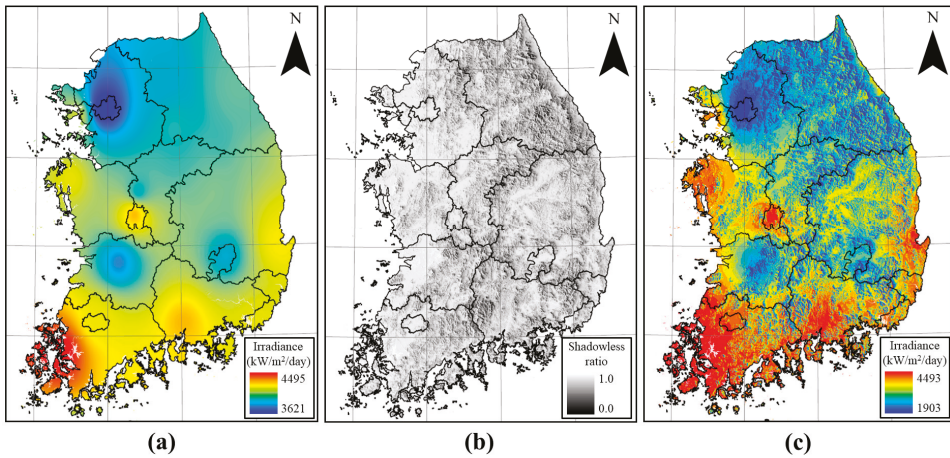 N
Irradiance
(kW/m²/day)
4495
3621
(a)
N
Shadowless
ratio
1.0
0.0
(b)
N
Irradiance
(kW/m²/day)
4493
1903
(c)